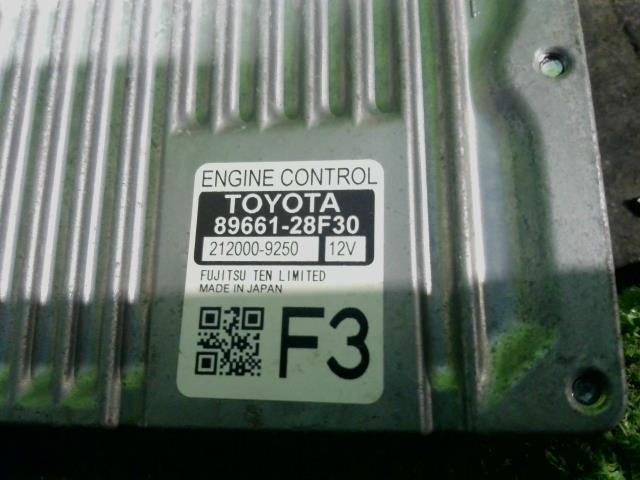 ENGINE CONTROL
TOYOTA
89661-28F30
212000-9250 12V
FUJITSU TEN LIMITED
MADE IN JAPAN
F3